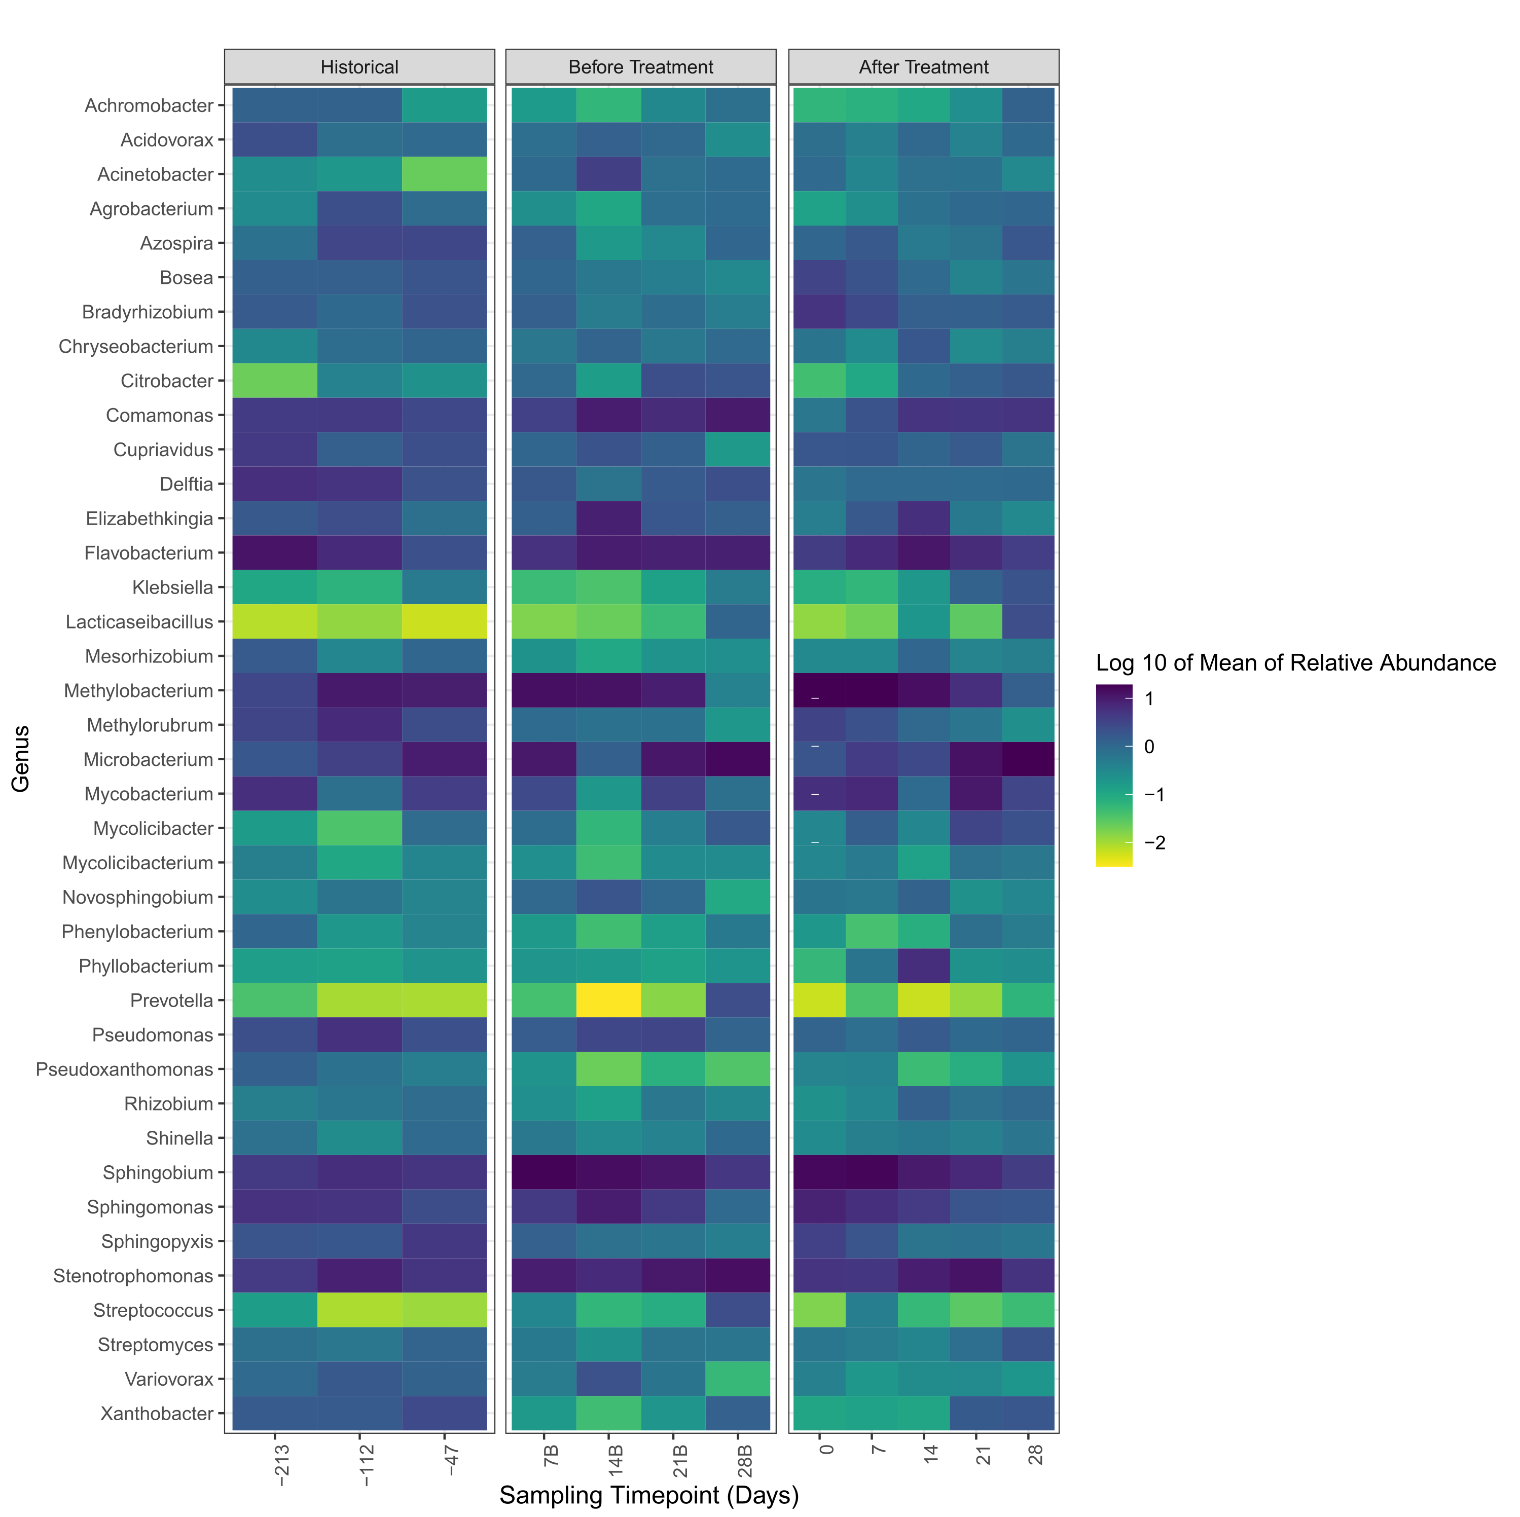 Historical
Before Treatment
After Treatment
Achromobacter
Acidovorax
Acinetobacter
Agrobacterium
Azospira
Bosea
Bradyrhizobium
Chryseobacterium
Citrobacter
Comamonas
Cupriavidus
Delftia
Elizabethkingia
Flavobacterium
Klebsiella
Lacticaseibacillus
Mesorhizobium
Methylobacterium
Methylorubrum
Microbacterium
Mycobacterium
Mycolicibacter
Mycolicibacterium
Novosphingobium
Phenylobacterium
Phyllobacterium
Prevotella
Pseudomonas
Pseudoxanthomonas
Rhizobium
Shinella
Sphingobium
Sphingomonas
Sphingopyxis
Stenotrophomonas
Streptococcus
Streptomyces
Variovorax
Xanthobacter
Genus
−213
−112
−47
7B
14B
21B
28B
0
7
14
21
28
Sampling Timepoint (Days)
Log 10 of Mean of Relative Abundance
1
0
−1
−2